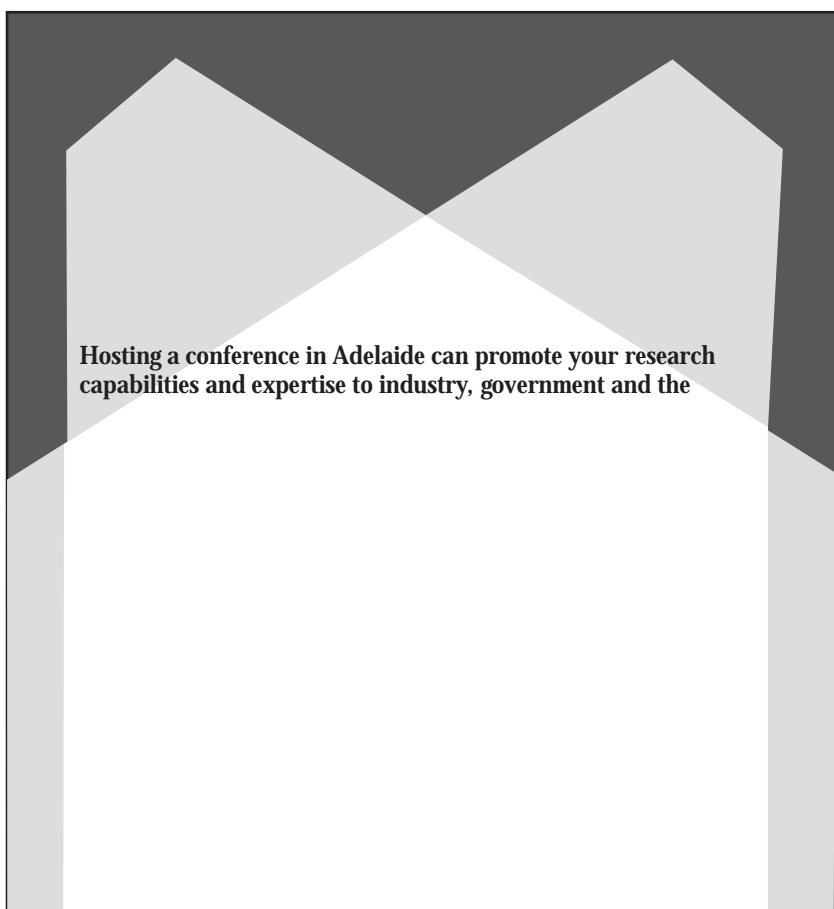 Hosting a conference in Adelaide can promote your research
capabilities and expertise to industry, government and the